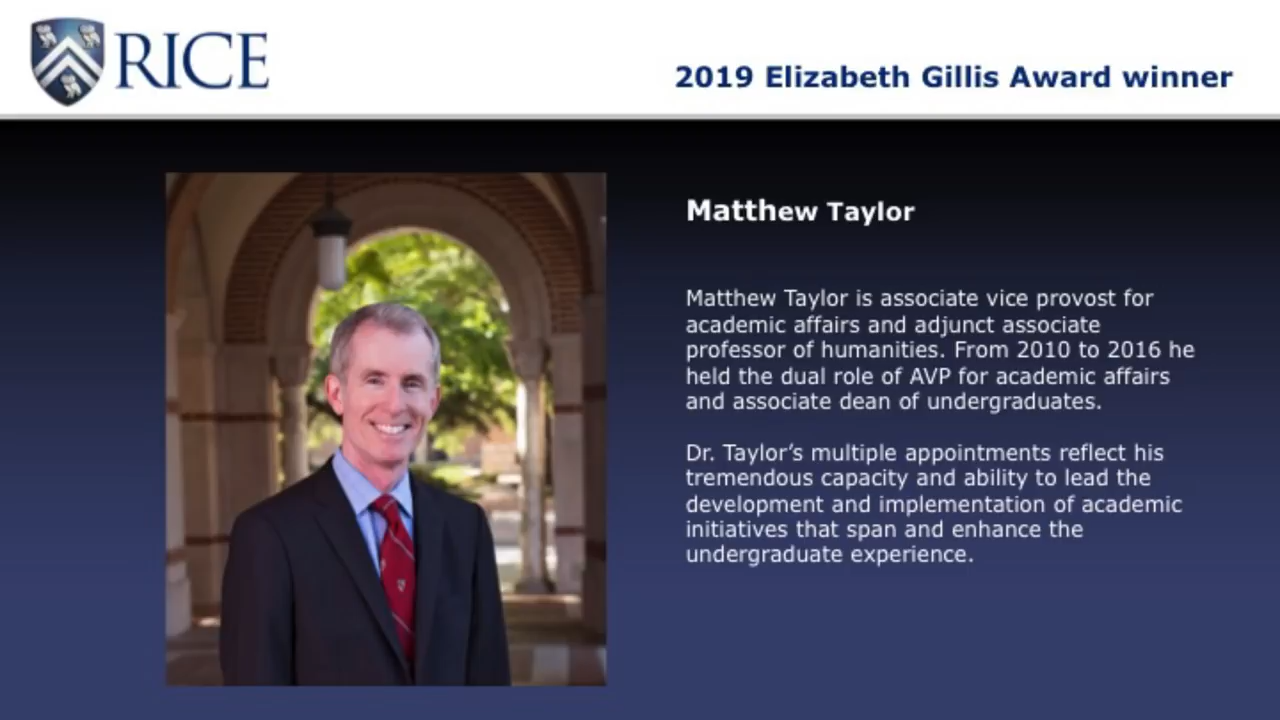 RICE
2019 Elizabeth Gillis Award winner
Matthew Taylor
Matthew Taylor is associate vice provost for
academic affairs and adjunct associate
professor of humanities. From 2010 to 2016 he
held the dual role of AVP for academic affairs
and associate dean of undergraduates.
Dr. Taylor’s multiple appointments reflect his
tremendous capacity and ability to lead the
development and implementation of academic
initiatives that span and enhance the
undergraduate experience.